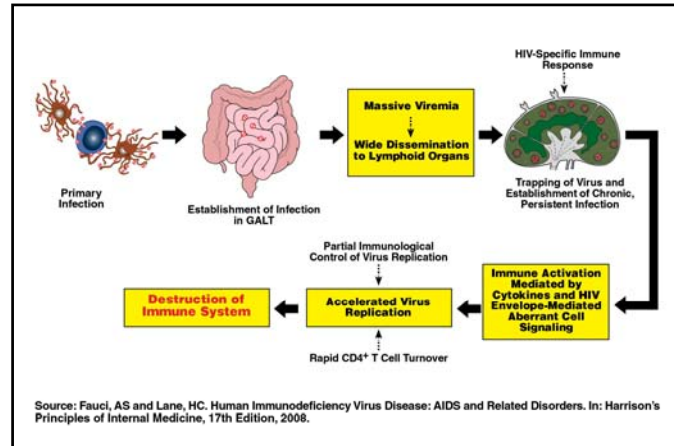 HIV-Specific Immune
Response
Massive Viremia
Wide Dissemination
to Lymphoid Organs
Primary
Infection
Establishment of Infection
in GALT
Trapping of Virus and
Establishment of Chronic,
Persistent Infection
Partial Immunological
Control of Virus Replication
Destruction of
Immune System
Accelerated Virus
Replication
Immune Activation
Mediated by
Cytokines and HIV
Envelope-Mediated
Aberrant Cell
Signaling
Rapid CD4⁺ T Cell Turnover
Source: Fauci, AS and Lane, HC. Human Immunodeficiency Virus Disease: AIDS and Related Disorders. In: Harrison's
Principles of Internal Medicine, 17th Edition, 2008.